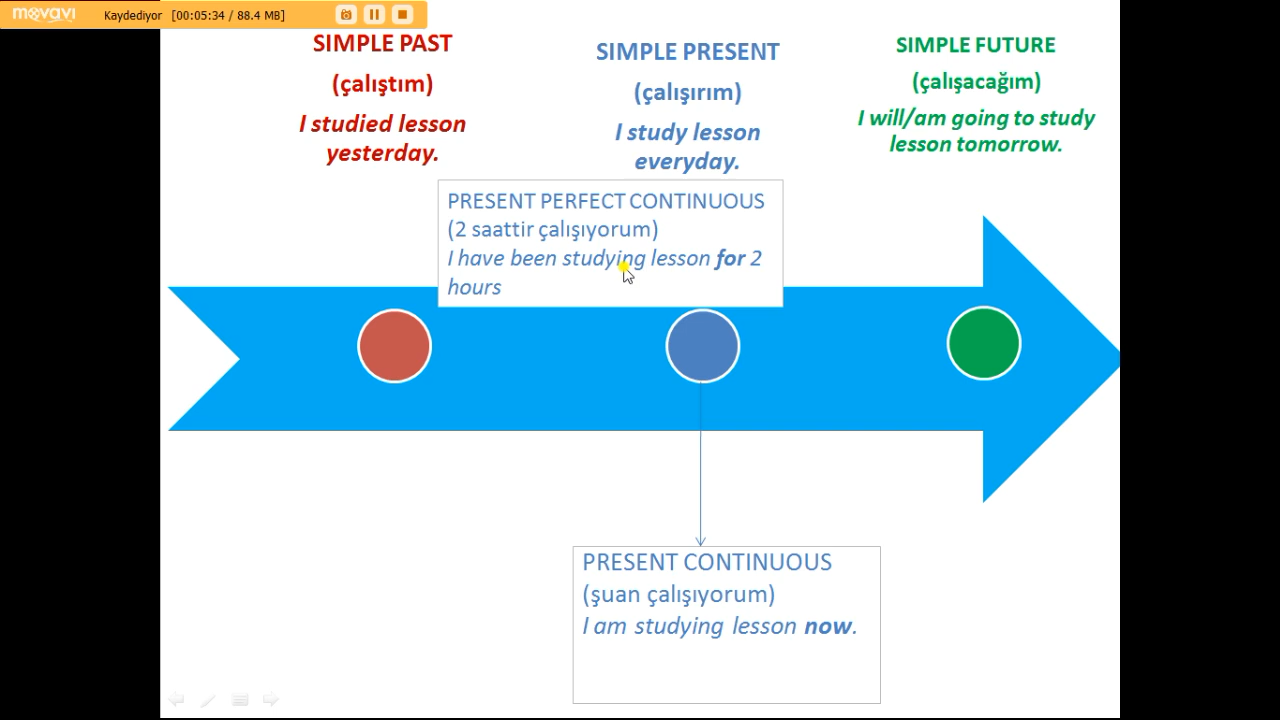 movavi
Kaydediyor [00:05:34 / 88.4 MB]
SIMPLE PAST
(çalıştım)
I studied lesson
yesterday.
SIMPLE PRESENT
(çalışırım)
I study lesson
everyday.
SIMPLE FUTURE
(çalışacağım)
I will/am going to study
lesson tomorrow.
PRESENT PERFECT CONTINUOUS
(2 saattir çalışıyorum)
I have been studying lesson for 2
hours
PRESENT CONTINUOUS
(şuan çalışıyorum)
I am studying lesson now.